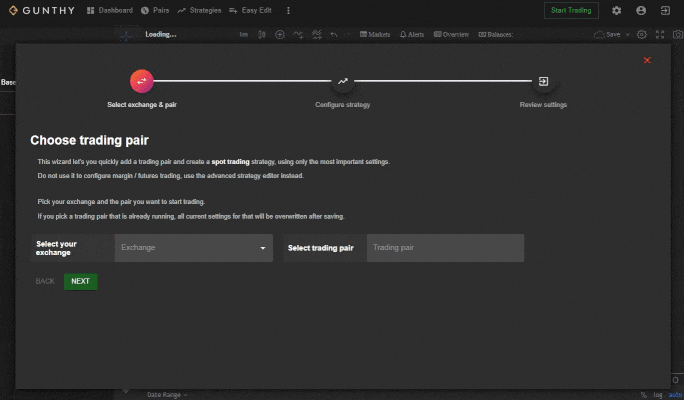 GUNTHY Dashboard Pairs Strategies Easy Edit Start Trading
Loading... 1m Markets Alerts Overview Balances: Save
Base
Select exchange & pair Configure strategy Review settings
Choose trading pair
This wizard let's you quickly add a trading pair and create a spot trading strategy, using only the most important settings.
Do not use it to configure margin / futures trading, use the advanced strategy editor instead.
Pick your exchange and the pair you want to start trading.
If you pick a trading pair that is already running, all current settings for that will be overwritten after saving.
Select your exchange Exchange Select trading pair Trading pair
BACK NEXT
Date Range % log auto